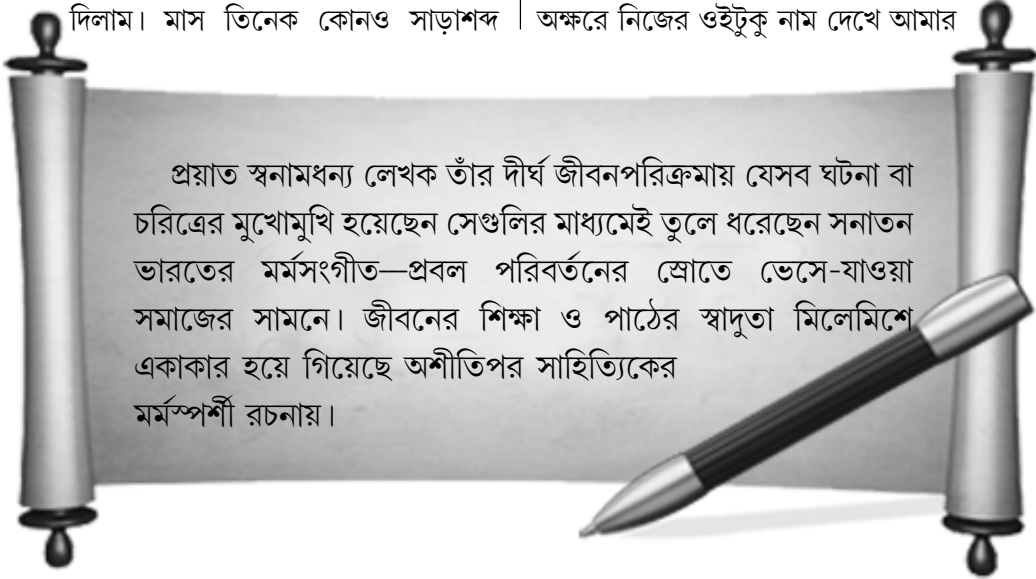 দিলাম। মাস তিনেক কোনও সাড়াশব্দ
অক্ষরে নিজের ওইটুকু নাম দেখে আমার
প্রয়াত স্বনামধন্য লেখক তাঁর দীর্ঘ জীবনপরিক্রমায় যেসব ঘটনা বা
চরিত্রের মুখোমুখি হয়েছেন সেগুলির মাধ্যমেই তুলে ধরেছেন সনাতন
ভারতের মর্মসংগীত—প্রবল পরিবর্তনের স্রোতে ভেসে-যাওয়া
সমাজের সামনে। জীবনের শিক্ষা ও পাঠের স্বাদুতা মিলেমিশে
একাকার হয়ে গিয়েছে অশীতিপর সাহিত্যিকের
মর্মস্পর্শী রচনায়।